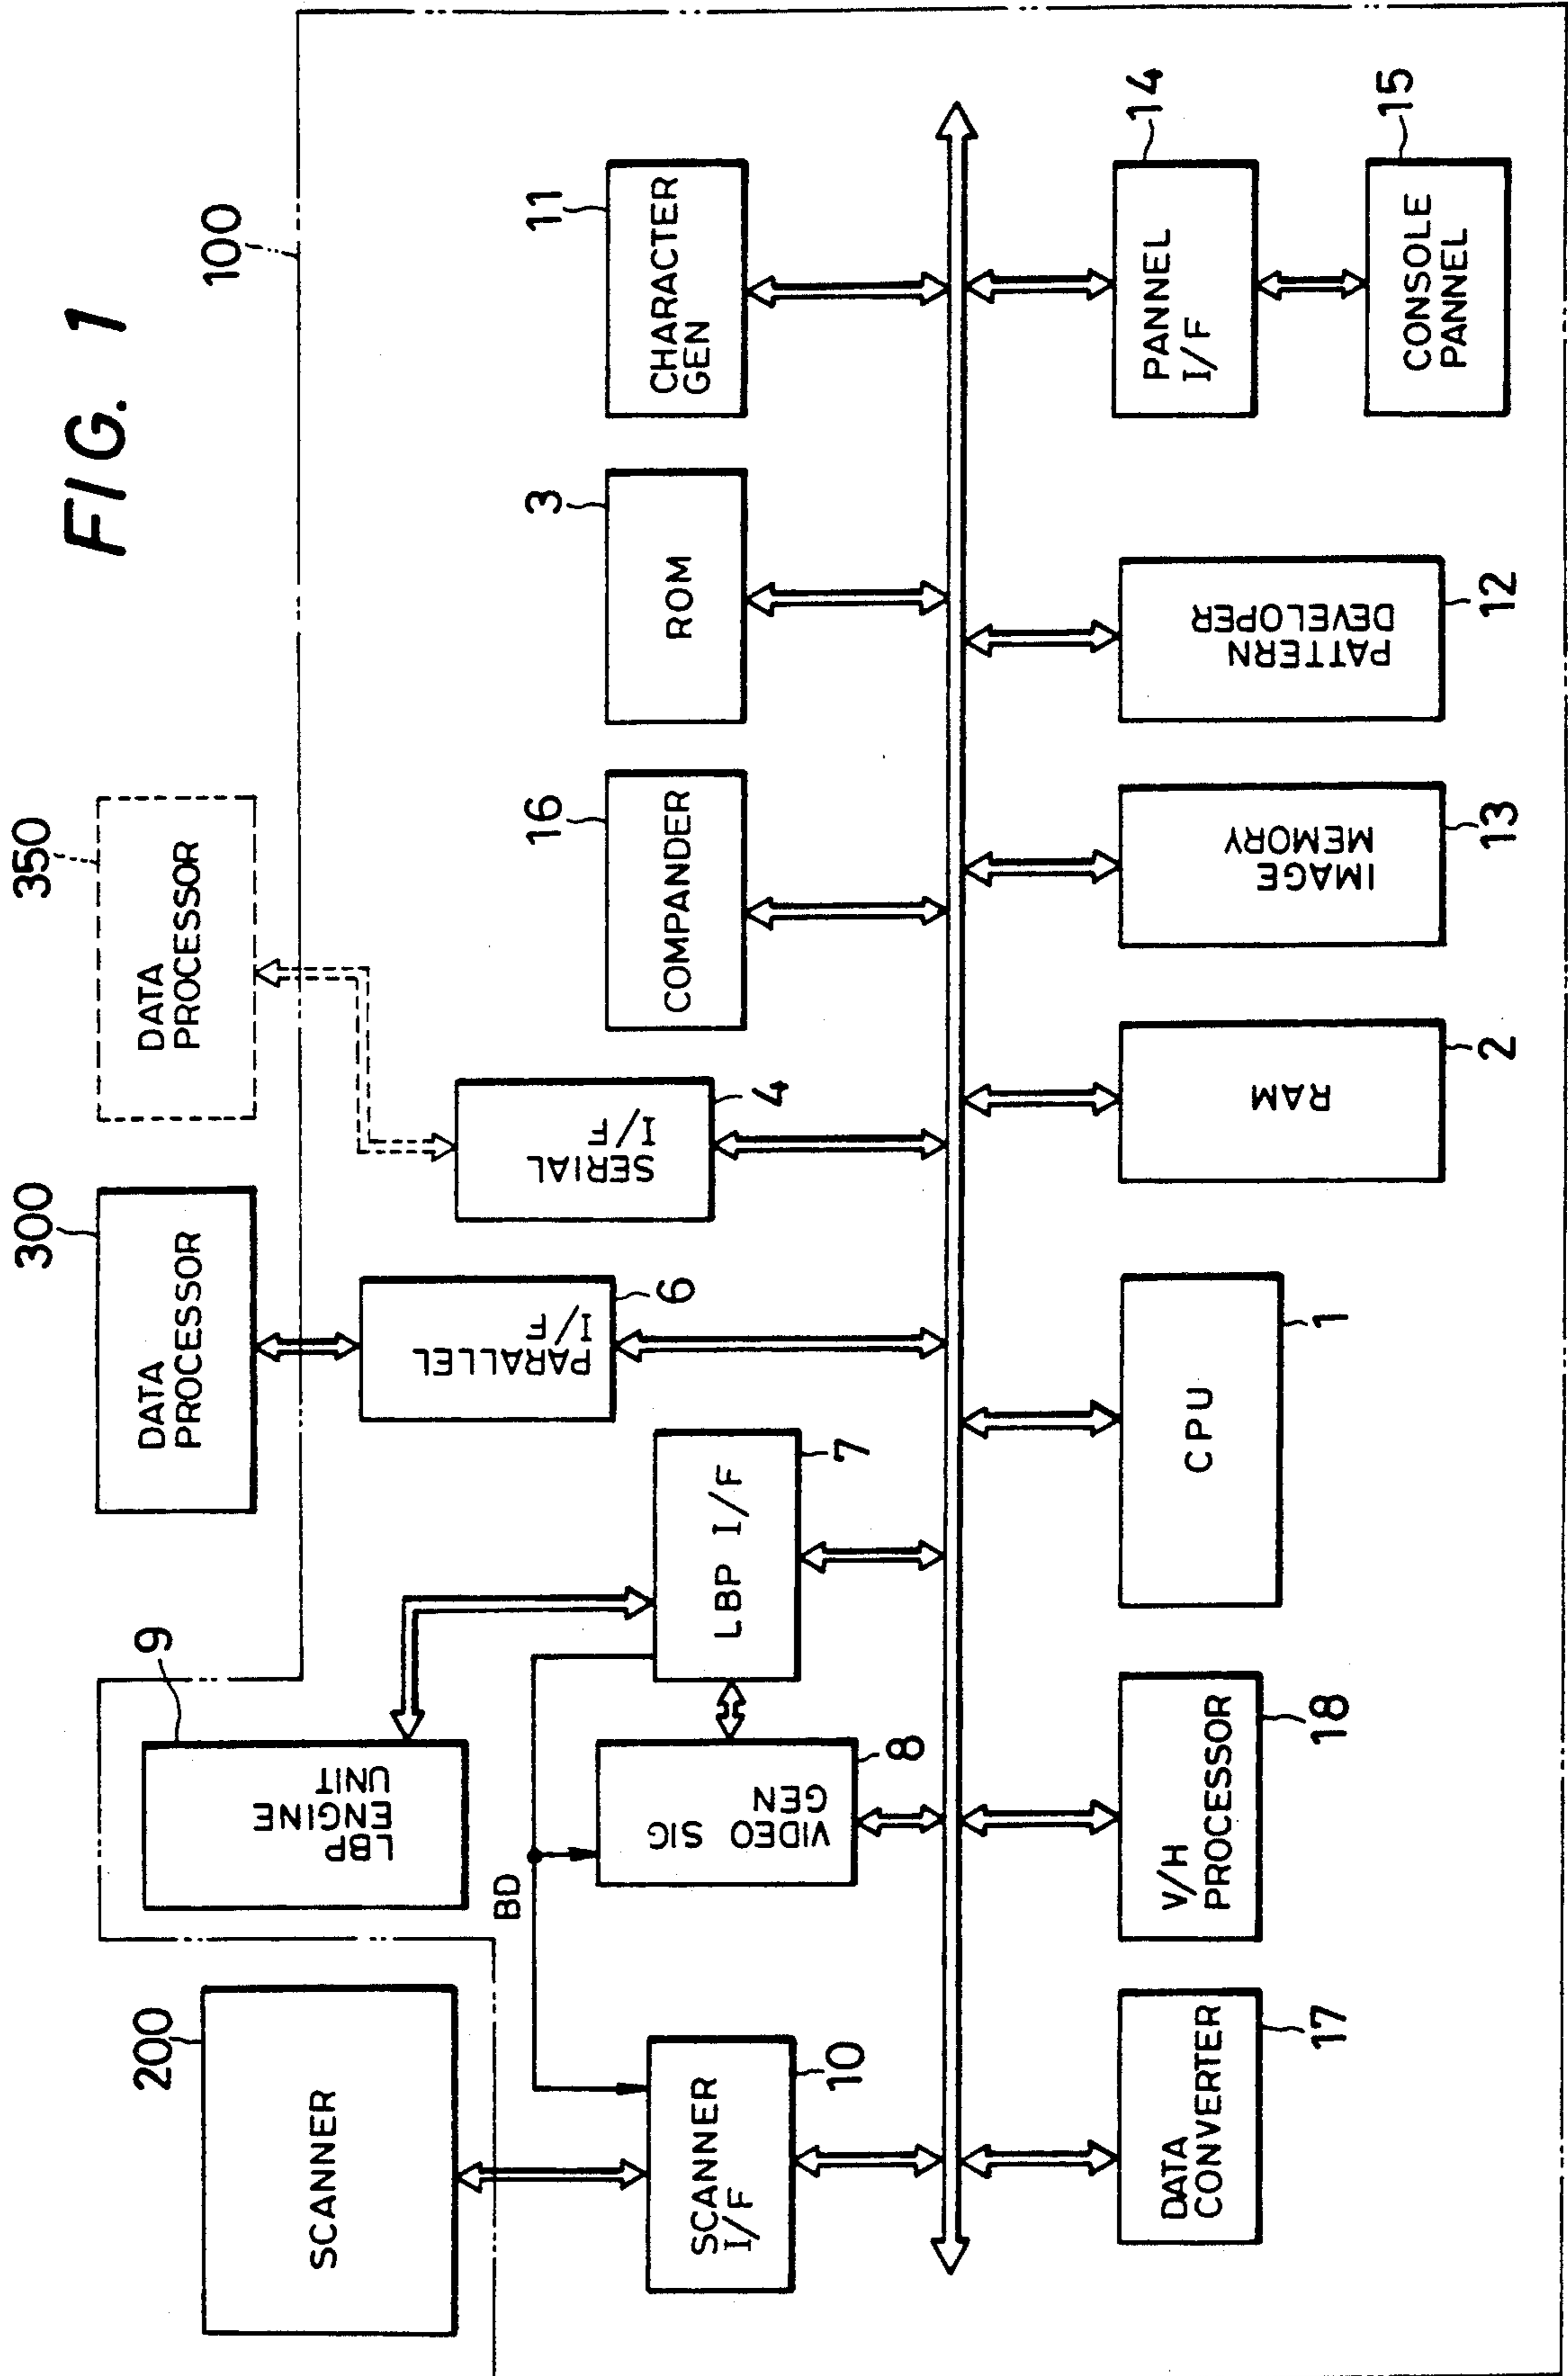 FIG. 1
100
350
DATA
PROCESSOR
300
DATA
PROCESSOR
9
LBP
ENGINE
UNIT
200
SCANNER
11
CHARACTER
GEN
3
ROM
16
COMPANDER
4
SERIAL
I/F
6
PARALLEL
I/F
7
LBP I/F
8
VIDEO SIG
GEN
BD
10
SCANNER
I/F
14
PANNEL
I/F
15
CONSOLE
PANNEL
12
PATTERN
DEVELOPER
13
IMAGE
MEMORY
2
RAM
1
CPU
18
V/H
PROCESSOR
17
DATA
CONVERTER